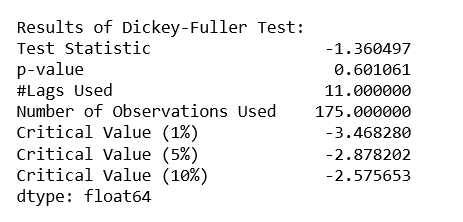 Results of Dickey-Fuller Test:
Test Statistic -1.360497
p-value 0.601061
#Lags Used 11.000000
Number of Observations Used 175.000000
Critical Value (1%) -3.468280
Critical Value (5%) -2.878202
Critical Value (10%) -2.575653
dtype: float64